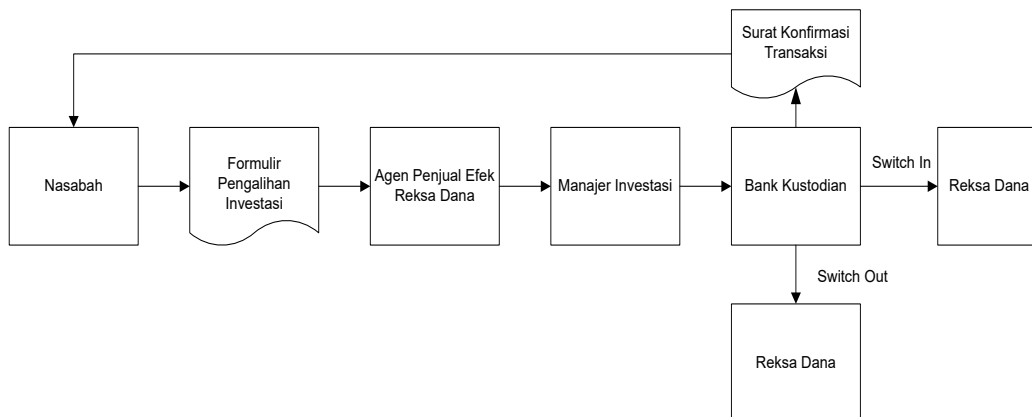 Surat Konfirmasi
Transaksi
Nasabah
Formulir
Pengalihan
Investasi
Agen Penjual Efek
Reksa Dana
Manajer Investasi
Bank Kustodian
Switch In
Reksa Dana
Switch Out
Reksa Dana